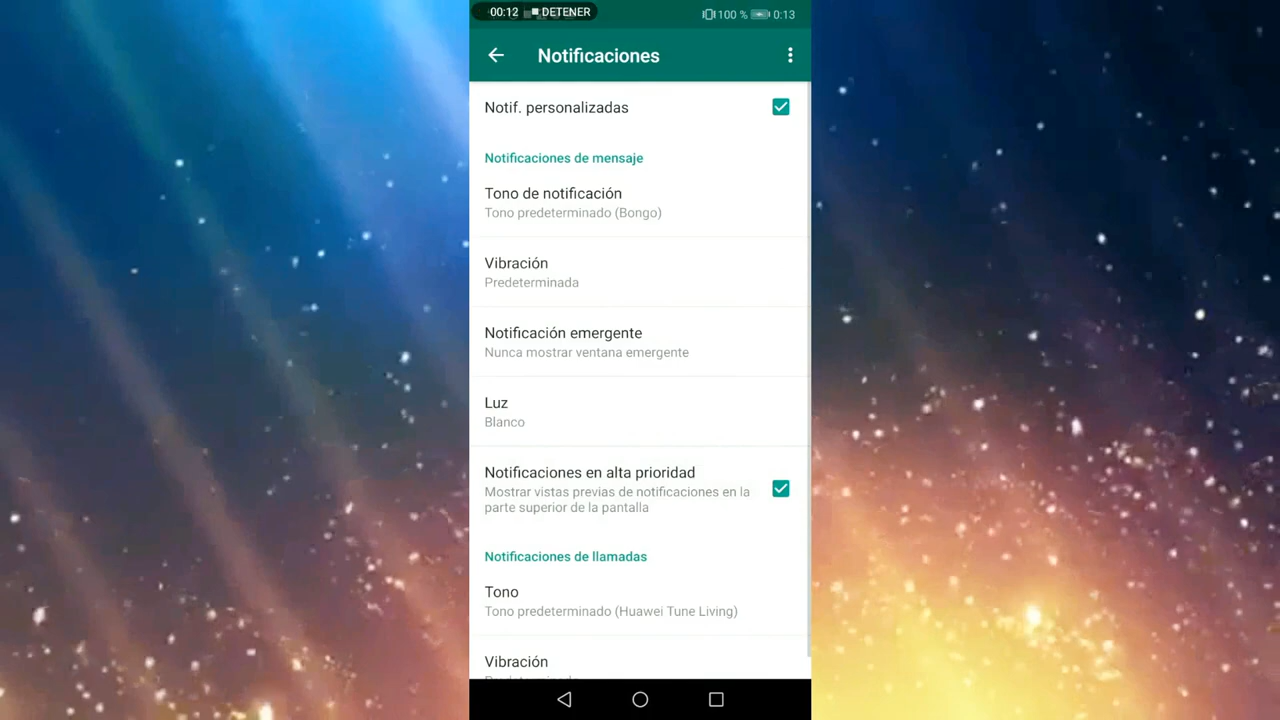 00:12 DETENER
100 % 0:13
Notificaciones
Notif. personalizadas
Notificaciones de mensaje
Tono de notificación
Tono predeterminado (Bongo)
Vibración
Predeterminada
Notificación emergente
Nunca mostrar ventana emergente
Luz
Blanco
Notificaciones en alta prioridad
Mostrar vistas previas de notificaciones en la
parte superior de la pantalla
Notificaciones de llamadas
Tono
Tono predeterminado (Huawei Tune Living)
Vibración